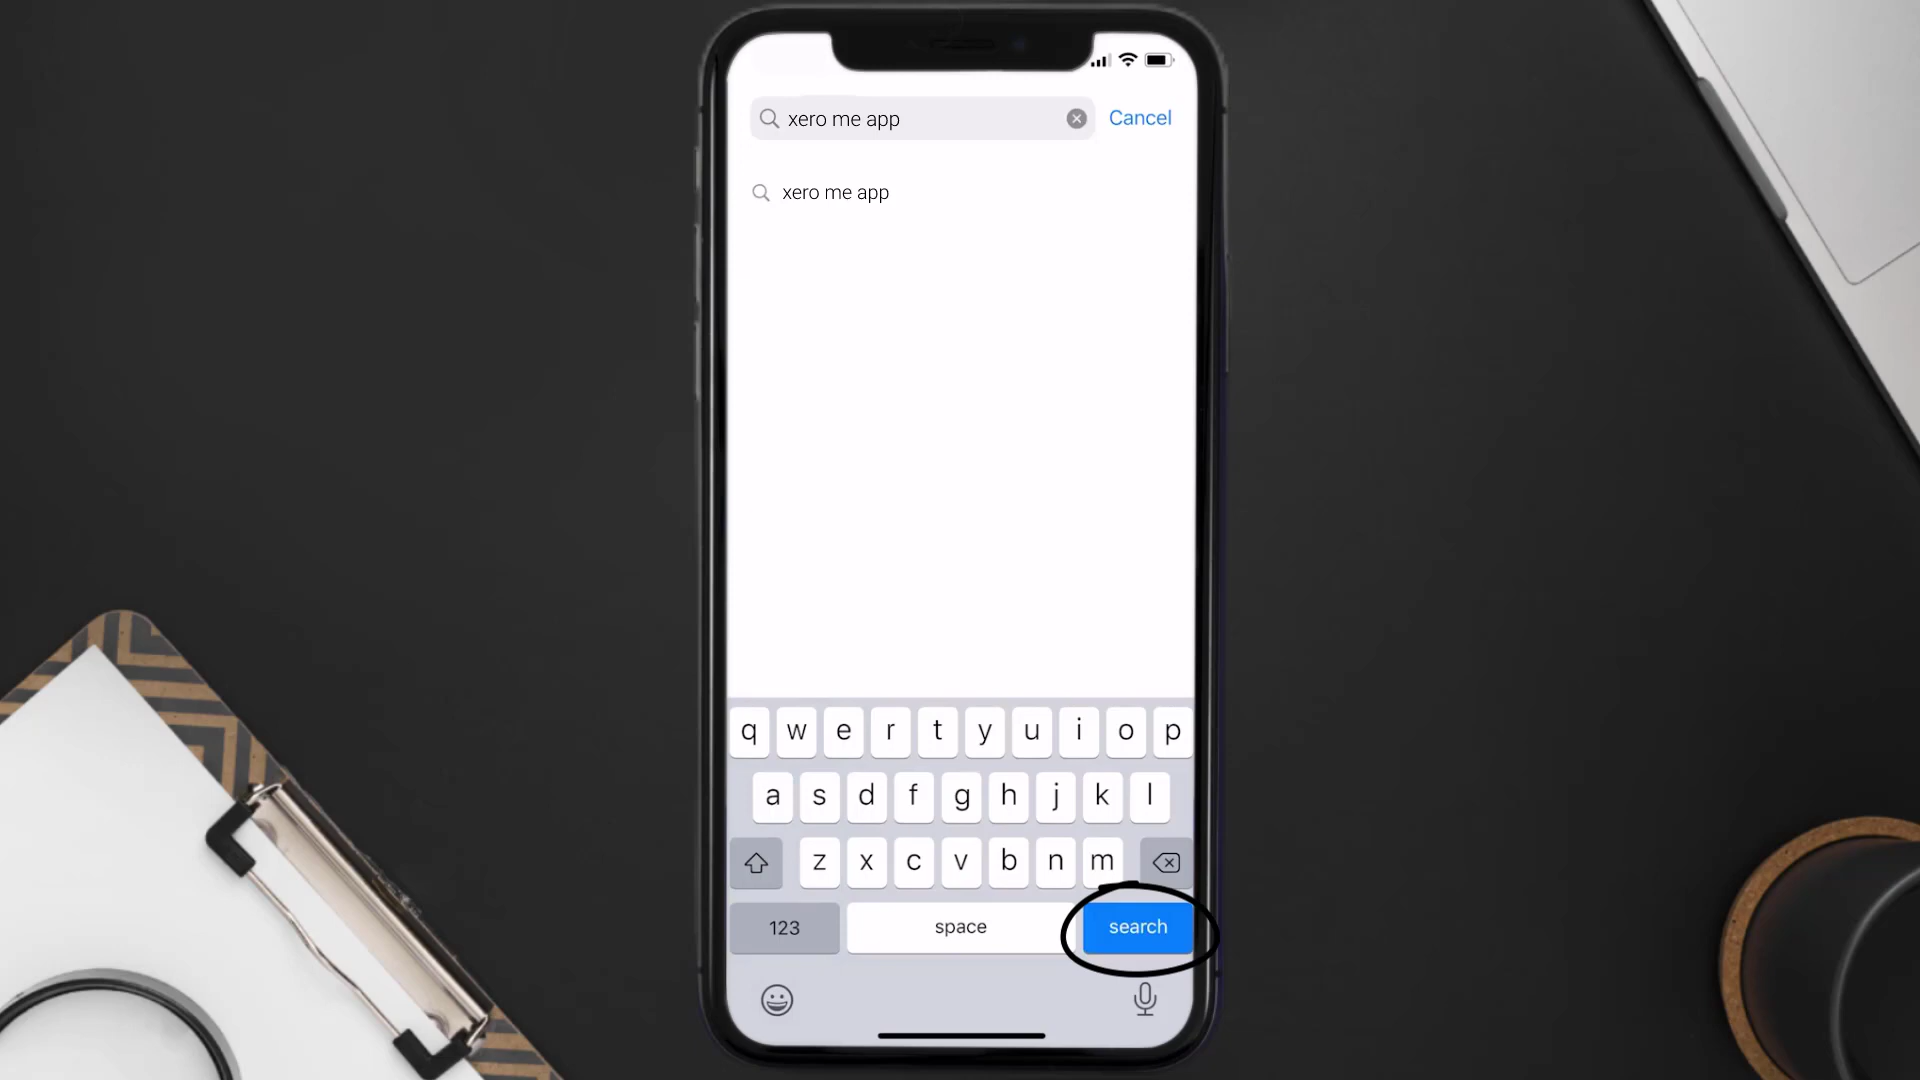 xero me app
Cancel
xero me app
q w e r t y u i o p
a s d f g h j k l
z x c v b n m
123 space search